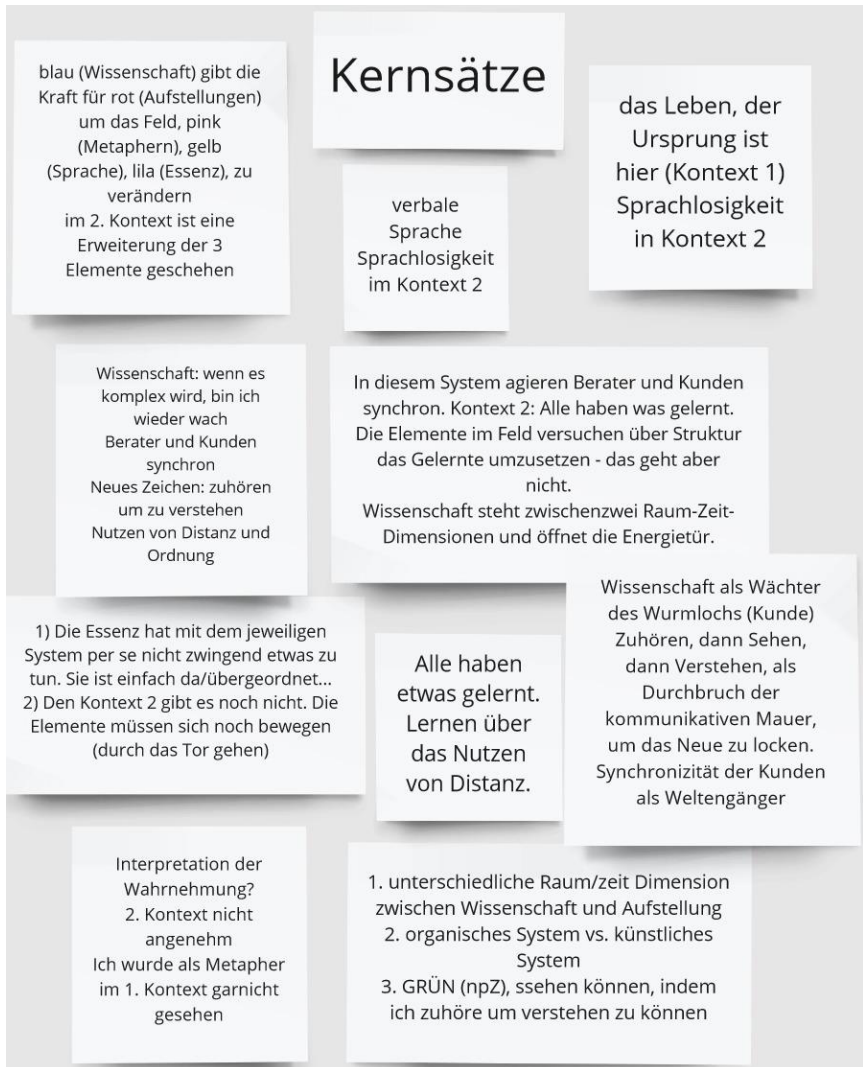 Kernsätze
blau (Wissenschaft) gibt die
Kraft für rot (Aufstellungen)
um das Feld, pink
(Metaphern), gelb
(Sprache), lila (Essenz), zu
verändern
im 2. Kontext ist eine
Erweiterung der 3
Elemente geschehen
verbale
Sprache
Sprachlosigkeit
im Kontext 2
das Leben, der
Ursprung ist
hier (Kontext 1)
Sprachlosigkeit
in Kontext 2
Wissenschaft: wenn es
komplex wird, bin ich
wieder wach
Berater und Kunden
synchron
Neues Zeichen: zuhören
um zu verstehen
Nutzen von Distanz und
Ordnung
In diesem System agieren Berater und Kunden
synchron. Kontext 2: Alle haben was gelernt.
Die Elemente im Feld versuchen über Struktur
das Gelernte umzusetzen - das geht aber
nicht.
Wissenschaft steht zwischenzwei Raum-Zeit-
Dimensionen und öffnet die Energietür.
1) Die Essenz hat mit dem jeweiligen
System per se nicht zwingend etwas zu
tun. Sie ist einfach da/übergeordnet...
2) Den Kontext 2 gibt es noch nicht. Die
Elemente müssen sich noch bewegen
(durch das Tor gehen)
Alle haben
etwas gelernt.
Lernen über
das Nutzen
von Distanz.
Wissenschaft als Wächter
des Wurmlochs (Kunde)
Zuhören, dann Sehen,
dann Verstehen, als
Durchbruch der
kommunikativen Mauer,
um das Neue zu locken.
Synchronizität der Kunden
als Weltengänger
Interpretation der
Wahrnehmung?
2. Kontext nicht
angenehm
Ich wurde als Metapher
im 1. Kontext garnicht
gesehen
1. unterschiedliche Raum/zeit Dimension
zwischen Wissenschaft und Aufstellung
2. organisches System vs. künstliches
System
3. GRÜN (npZ), ssehen können, indem
ich zuhöre um verstehen zu können